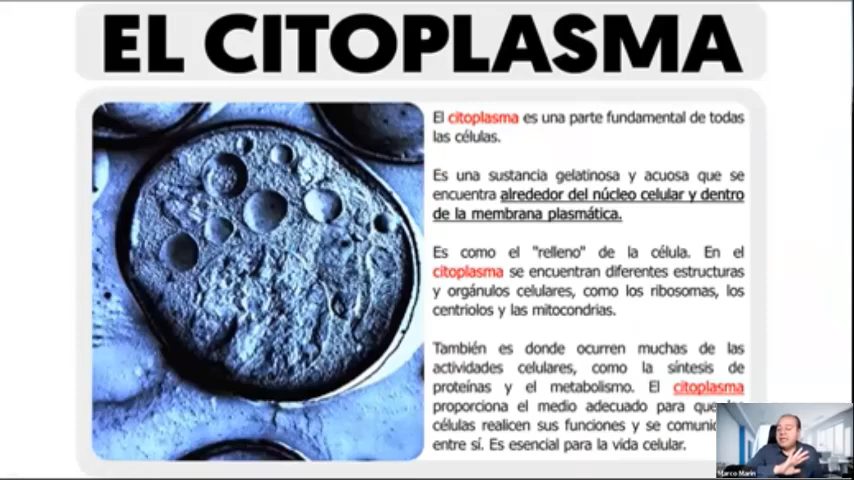 EL CITOPLASMA
El citoplasma es una parte fundamental de todas
las células.
Es una sustancia gelatinosa y acuosa que se
encuentra alrededor del núcleo celular y dentro
de la membrana plasmática.
Es como el "relleno" de la célula. En el
citoplasma se encuentran diferentes estructuras
y orgánulos celulares, como los ribosomas, los
centriolos y las mitocondrias.
También es donde ocurren muchas de las
actividades celulares, como la síntesis de
proteínas y el metabolismo. El citoplasma
proporciona el medio adecuado para que
células realicen sus funciones y se
entre sí. Es esencial para la vida celular.
Marco Marin